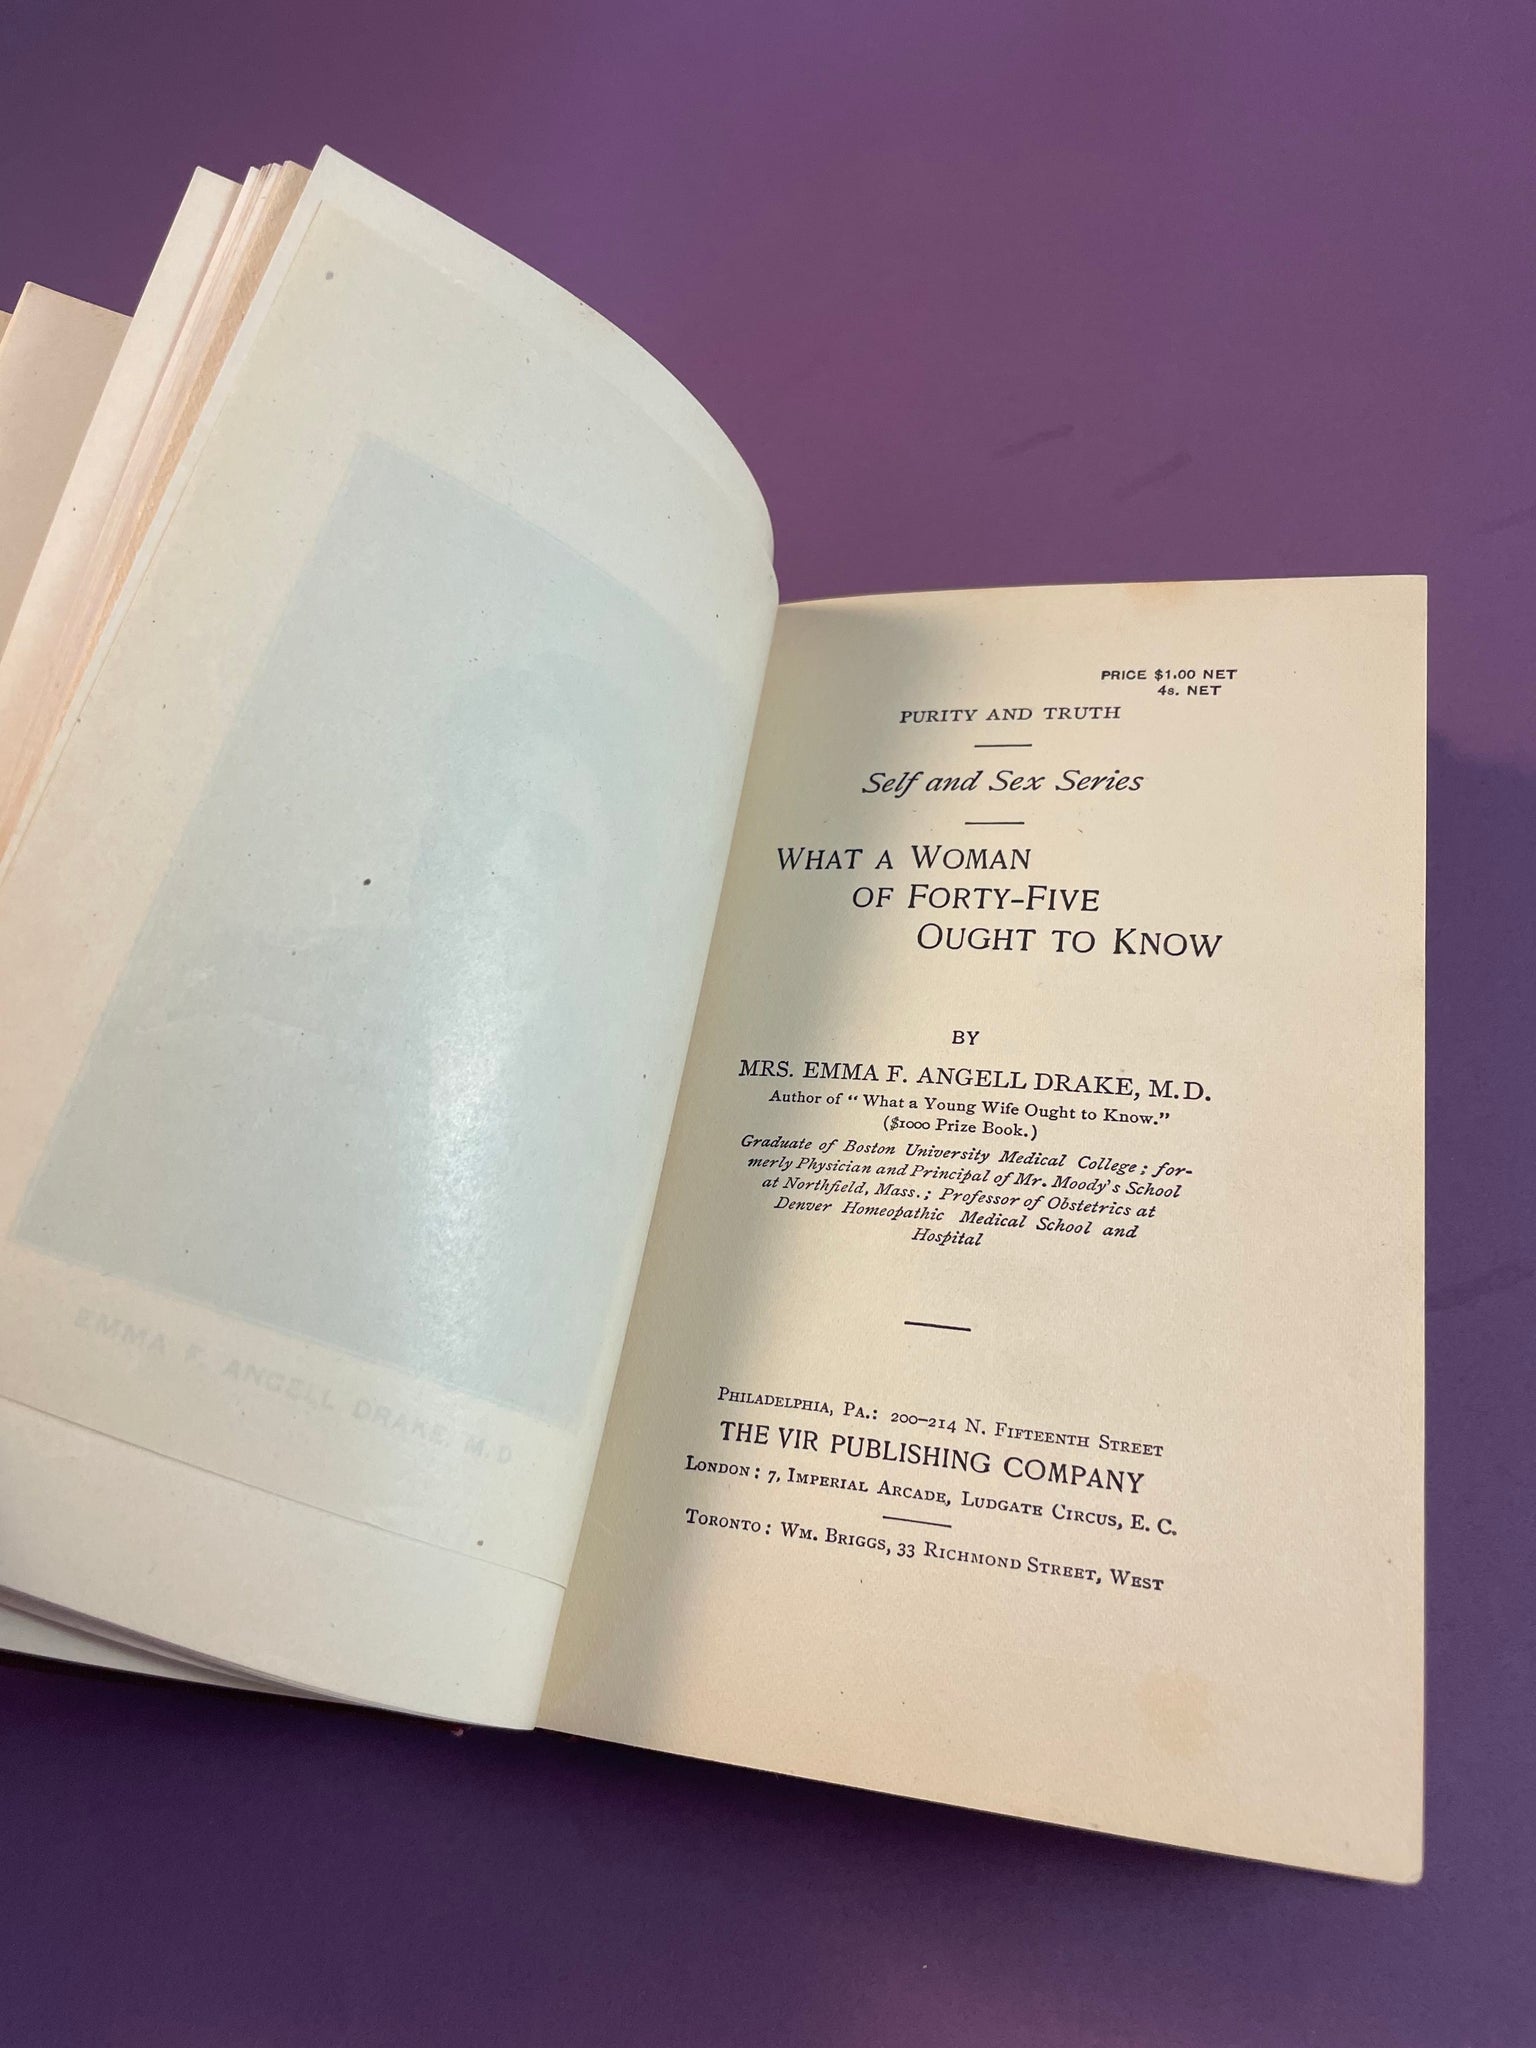 EMMA F. ANGELL DRAKE, M.D
PRICE $1.00 NET
4s. NET
PURITY AND TRUTH
Self and Sex Series
WHAT A WOMAN
OF FORTY-FIVE
OUGHT TO KNOW
BY
MRS. EMMA F. ANGELL DRAKE, M.D.
Author of “ What a Young Wife Ought to Know.”
($1000 Prize Book.)
Graduate of Boston University Medical College ; for-
merly Physician and Principal of Mr. Moody's School
at Northfield, Mass. ; Professor of Obstetrics at
Denver Homeopathic Medical School and
Hospital
PHILADELPHIA, PA.: 200–214 N. FIFTEENTH STREET
THE VIR PUBLISHING COMPANY
LONDON : 7, IMPERIAL ARCADE, LUDGATE CIRCUS, E. C.
TORONTO : WM. BRIGGS, 33 RICHMOND STREET, WEST